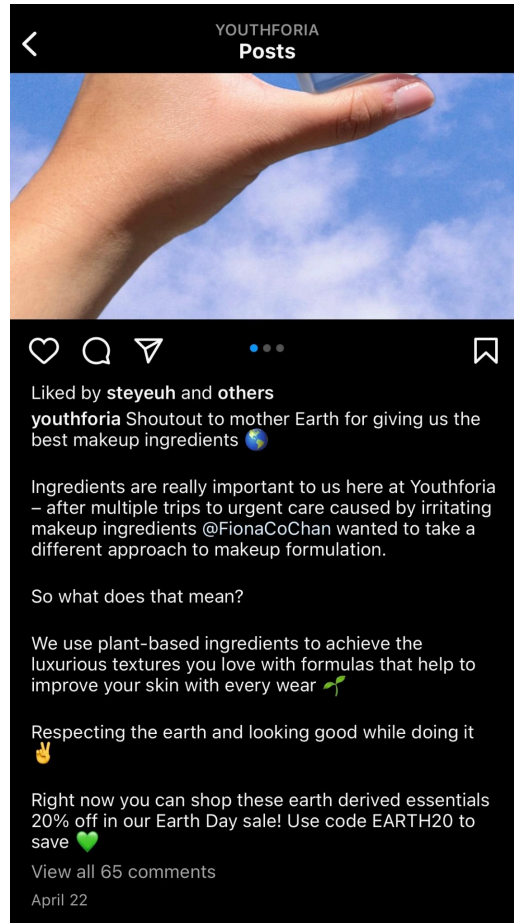 YOUTHFORIA
Posts
Liked by steyeuh and others
youthforia Shoutout to mother Earth for giving us the
best makeup ingredients 🌎
Ingredients are really important to us here at Youthforia
– after multiple trips to urgent care caused by irritating
makeup ingredients @FionaCoChan wanted to take a
different approach to makeup formulation.
So what does that mean?
We use plant-based ingredients to achieve the
luxurious textures you love with formulas that help to
improve your skin with every wear 🌱
Respecting the earth and looking good while doing it
✌️
Right now you can shop these earth derived essentials
20% off in our Earth Day sale! Use code EARTH20 to
save 💚
View all 65 comments
April 22